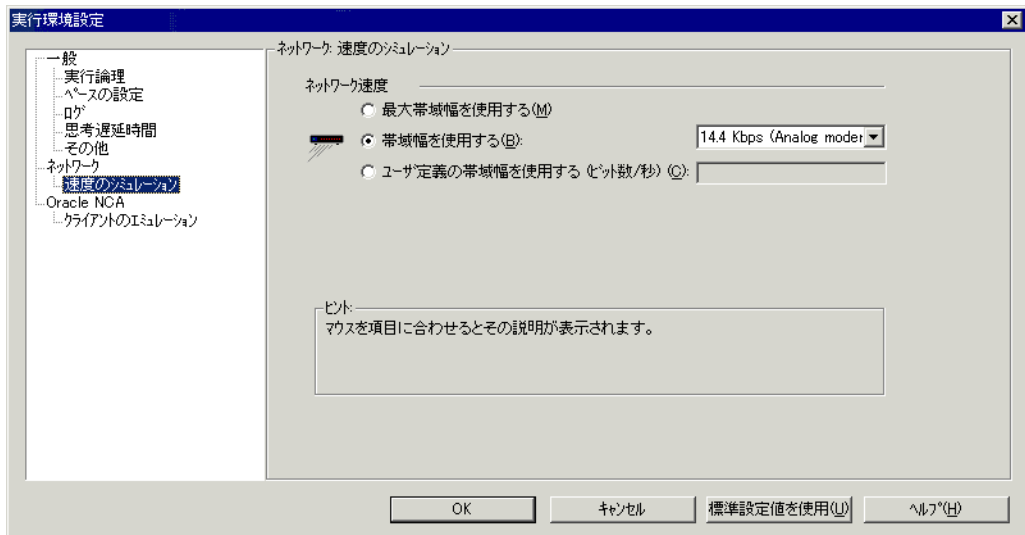 実行環境設定
一般
実行論理
ペースの設定
ログ
思考遅延時間
その他
ネットワーク
速度のシミュレーション
Oracle NCA
クライアントのエミュレーション
ネットワーク: 速度のシミュレーション
ネットワーク速度
最大帯域幅を使用する(M)
帯域幅を使用する(B):
14.4 Kbps (Analog moder
ユーザ定義の帯域幅を使用する (ビット数/秒) (C):
ヒント:
マウスを項目に合わせるとその説明が表示されます。
OK
キャンセル
標準設定値を使用(U)
ヘルプ(H)